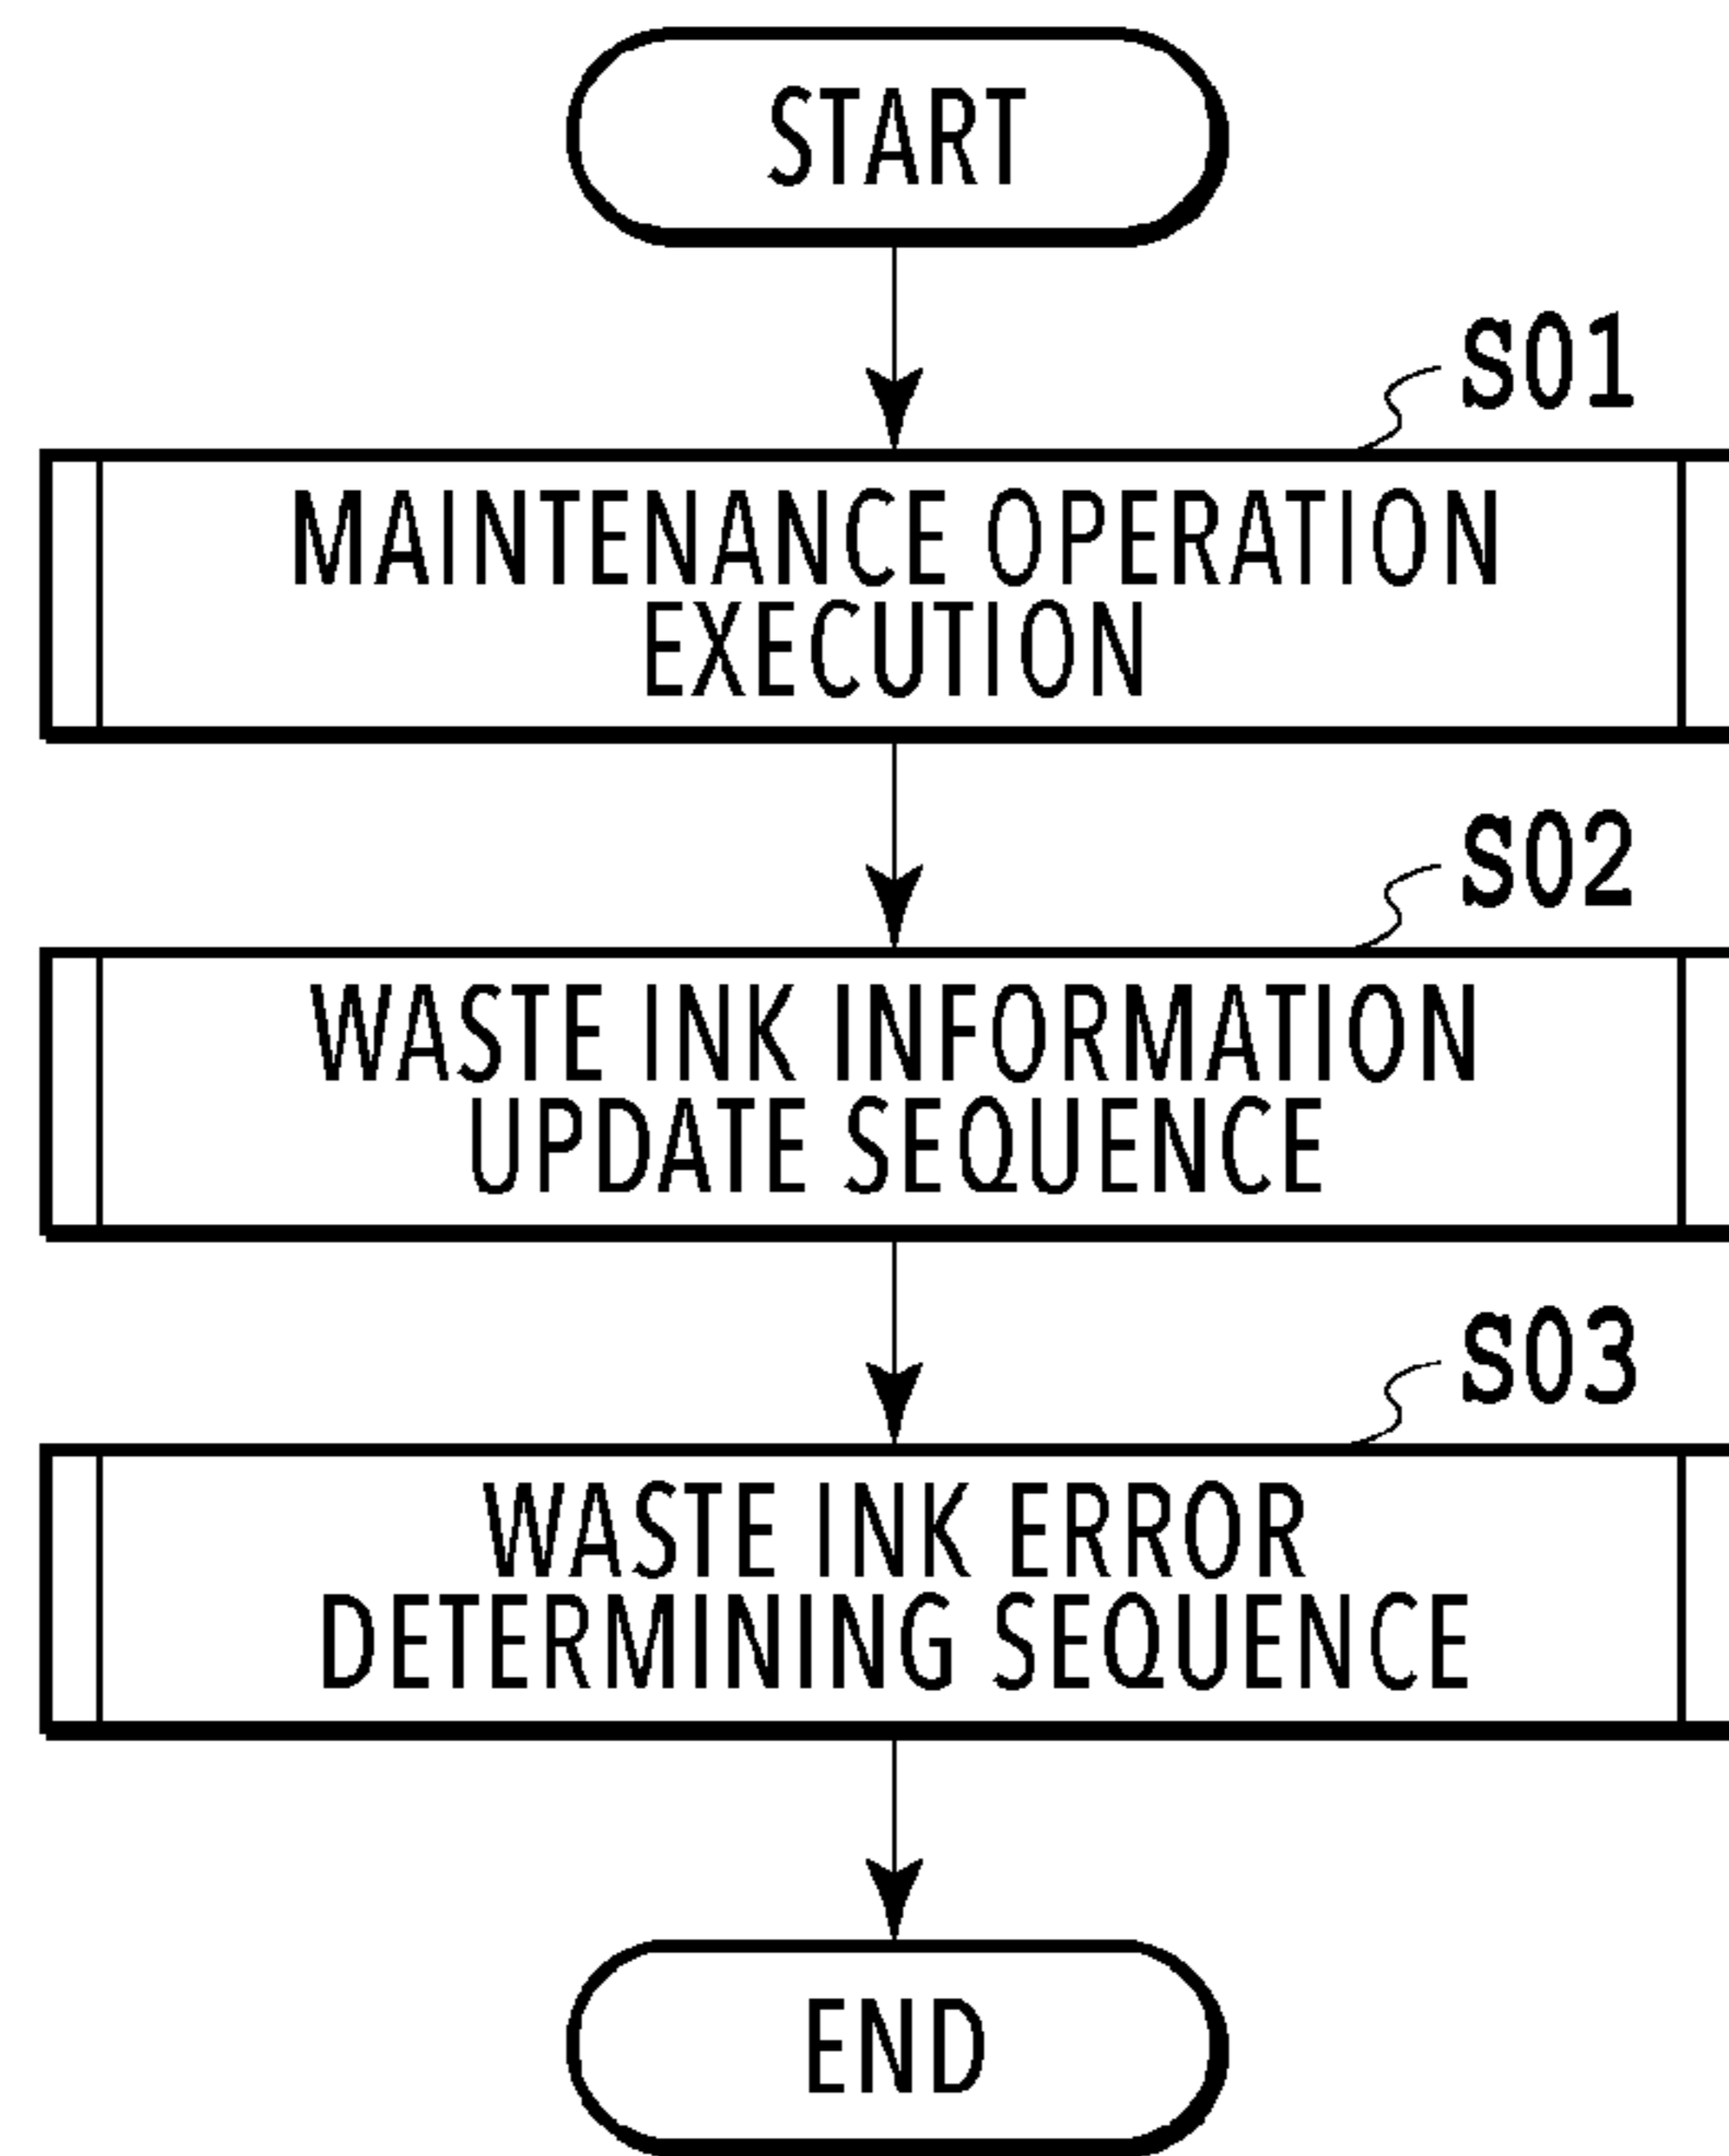 START
S01
MAINTENANCE OPERATION
EXECUTION
S02
WASTE INK INFORMATION
UPDATE SEQUENCE
S03
WASTE INK ERROR
DETERMINING SEQUENCE
END